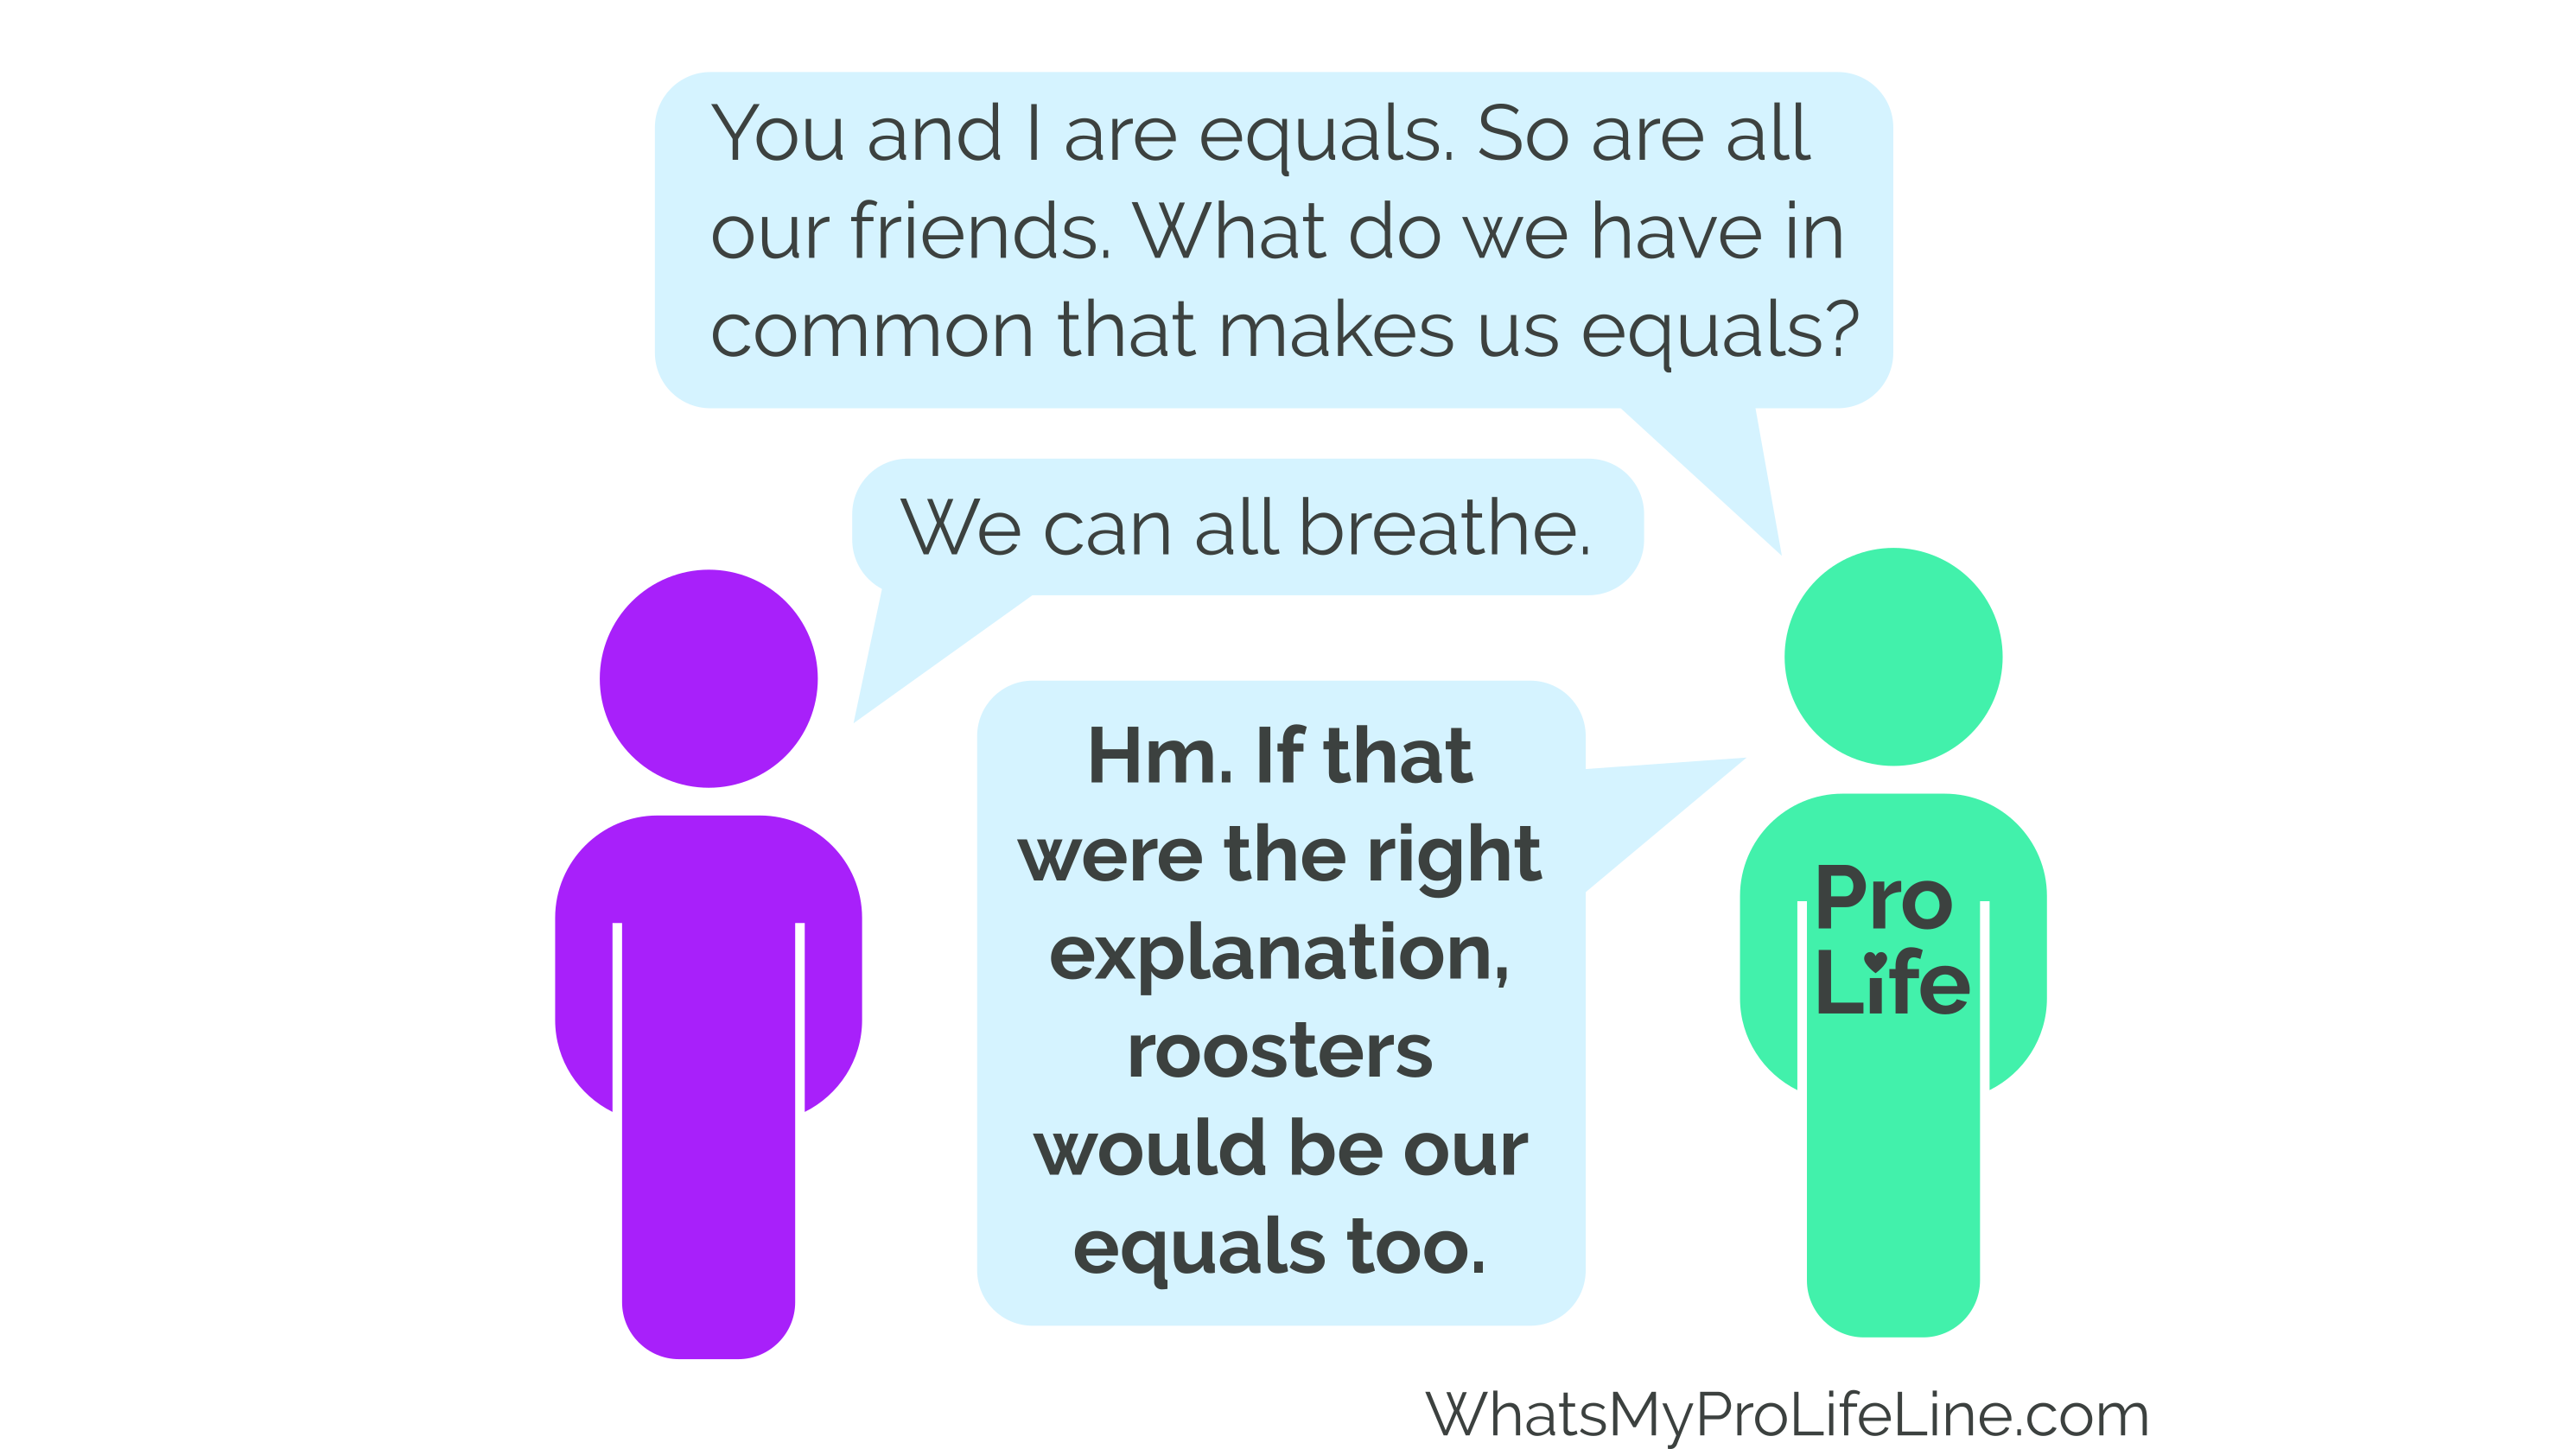 You and I are equals. So are all
our friends. What do we have in
common that makes us equals?
We can all breathe.
Hm. If that
were the right
explanation,
roosters
would be our
equals too.
Pro
Life
WhatsMyProLifeLine.com